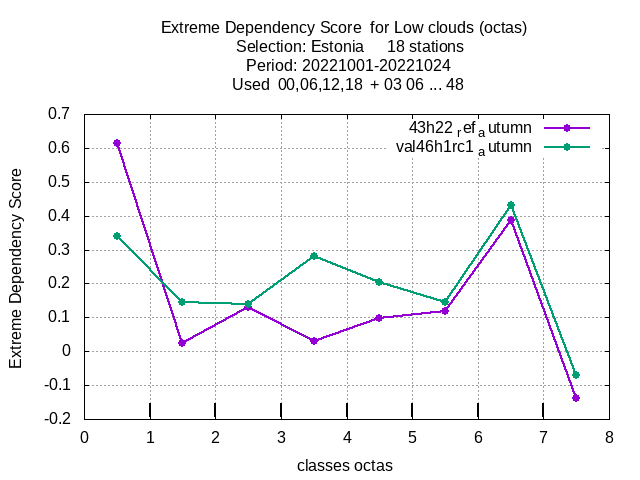 Extreme Dependency Score  for Low clouds (octas)
Selection: Estonia     18 stations
Period: 20221001-20221024
Used  00,06,12,18  + 03 06 ... 48
43h22 ref a utumn
val46h1rc1 a utumn
0.7
0.6
0.5
0.4
0.3
0.2
0.1
0
-0.1
-0.2
Extreme Dependency Score
0 1 2 3 4 5 6 7 8
classes octas